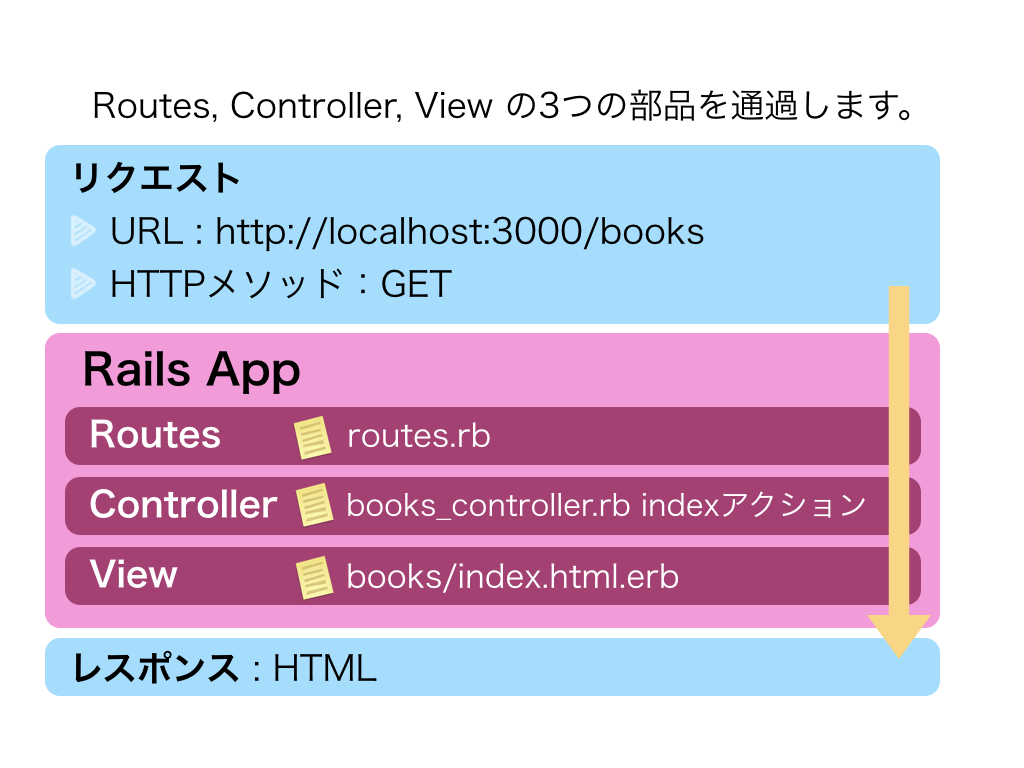 Routes, Controller, View の3つの部品を通過します。
リクエスト
URL : http://localhost:3000/books
HTTPメソッド：GET
Rails App
Routes routes.rb
Controller books_controller.rb indexアクション
View books/index.html.erb
レスポンス : HTML